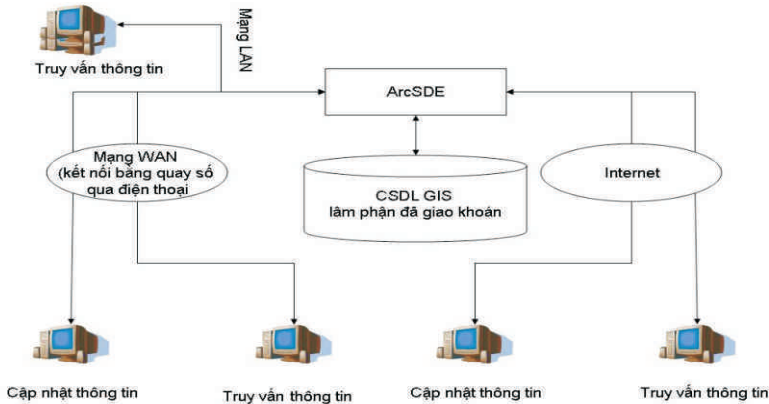 Mạng LAN
Truy vấn thông tin
ArcSDE
Mạng WAN
(kết nối bằng quay số
qua điện thoại
Internet
CSDL GIS
lâm phận đã giao khoán
Cập nhật thông tin
Truy vấn thông tin
Cập nhật thông tin
Truy vấn thông tin